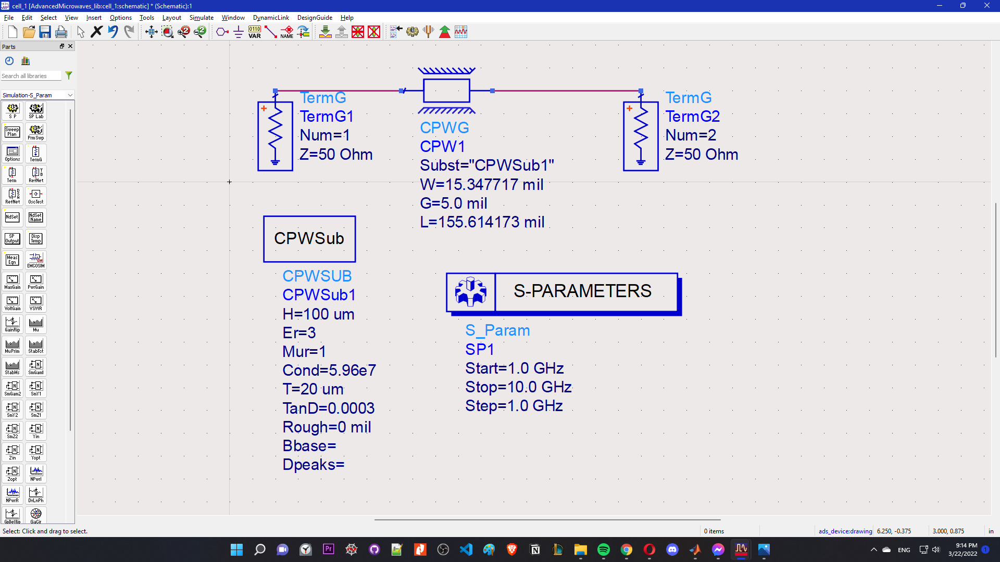 cell_1 [AdvancedMicrowaves_lib:cell_1:schematic] * (Schematic):1
File Edit Select View Insert Options Tools Layout Simulate Window DynamicLink DesignGuide Help
0110
VAR
NAME
Parts
Search all libraries
Simulation-S_Param
S P
SP Lab
Sweep Plan
PrmSwp
Options
TermG
Term
RefNet
RefNet
OscTest
NdSet
NdSet Name
SP Output
Disp Temp
Meas Eqn
EMCOSIM
MaxGain
PwrGain
VoltGain
VSWR
GainRip
Mu
MuPrim
StabFct
StabMs
SmGam1
SmGam2
SmY1
SmY2
SmZ1
SmZ2
Yin
Zin
Yopt
Zopt
NPwrI
NPwrR
DvLnPh
GpDelRip
GaCir
TermG
TermG1
Num=1
Z=50 Ohm
CPWG
CPW1
Subst="CPWSub1"
W=15.347717 mil
G=5.0 mil
L=155.614173 mil
TermG
TermG2
Num=2
Z=50 Ohm
CPWSub
CPWSUB
CPWSub1
H=100 um
Er=3
Mur=1
Cond=5.96e7
T=20 um
TanD=0.0003
Rough=0 mil
Bbase=
Dpeaks=
S-PARAMETERS
S_Param
SP1
Start=1.0 GHz
Stop=10.0 GHz
Step=1.0 GHz
Select: Click and drag to select.
0 items
ads_device:drawing
6.250, -0.375
3.000, 0.875
in
ENG
9:14 PM
3/22/2022
1